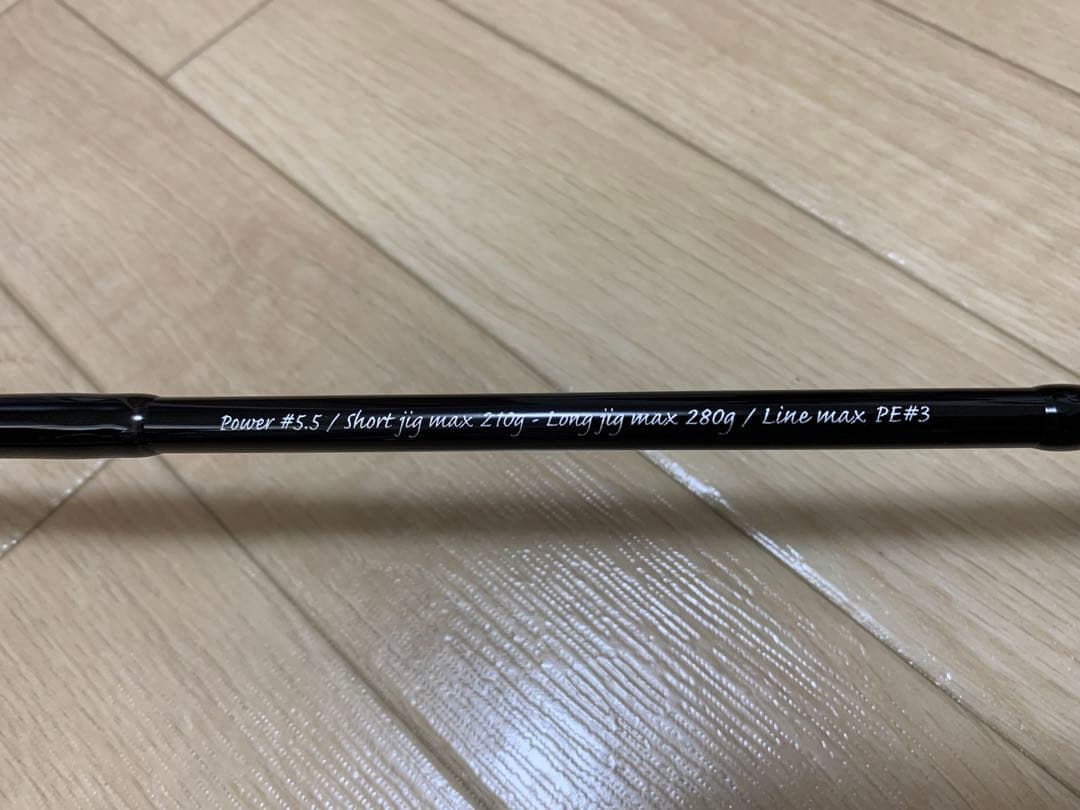 Power #5.5 / Short jig max 210g - Long jig max 280g / Line max PE#3